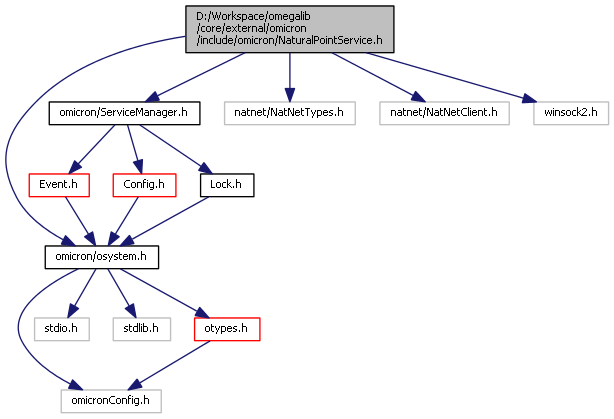 D:/Workspace/omegalib
/core/external/omicron
/include/omicron/NaturalPointService.h
omicron/ServiceManager.h
natnet/NatNetTypes.h
natnet/NatNetClient.h
winsock2.h
Event.h
Config.h
Lock.h
omicron/osystem.h
stdio.h
stdlib.h
otypes.h
omicronConfig.h